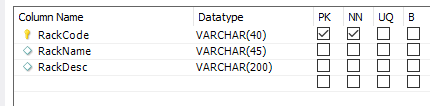 Column Name Datatype PK NN UQ B
RackCode VARCHAR(40)
RackName VARCHAR(45)
RackDesc VARCHAR(200)